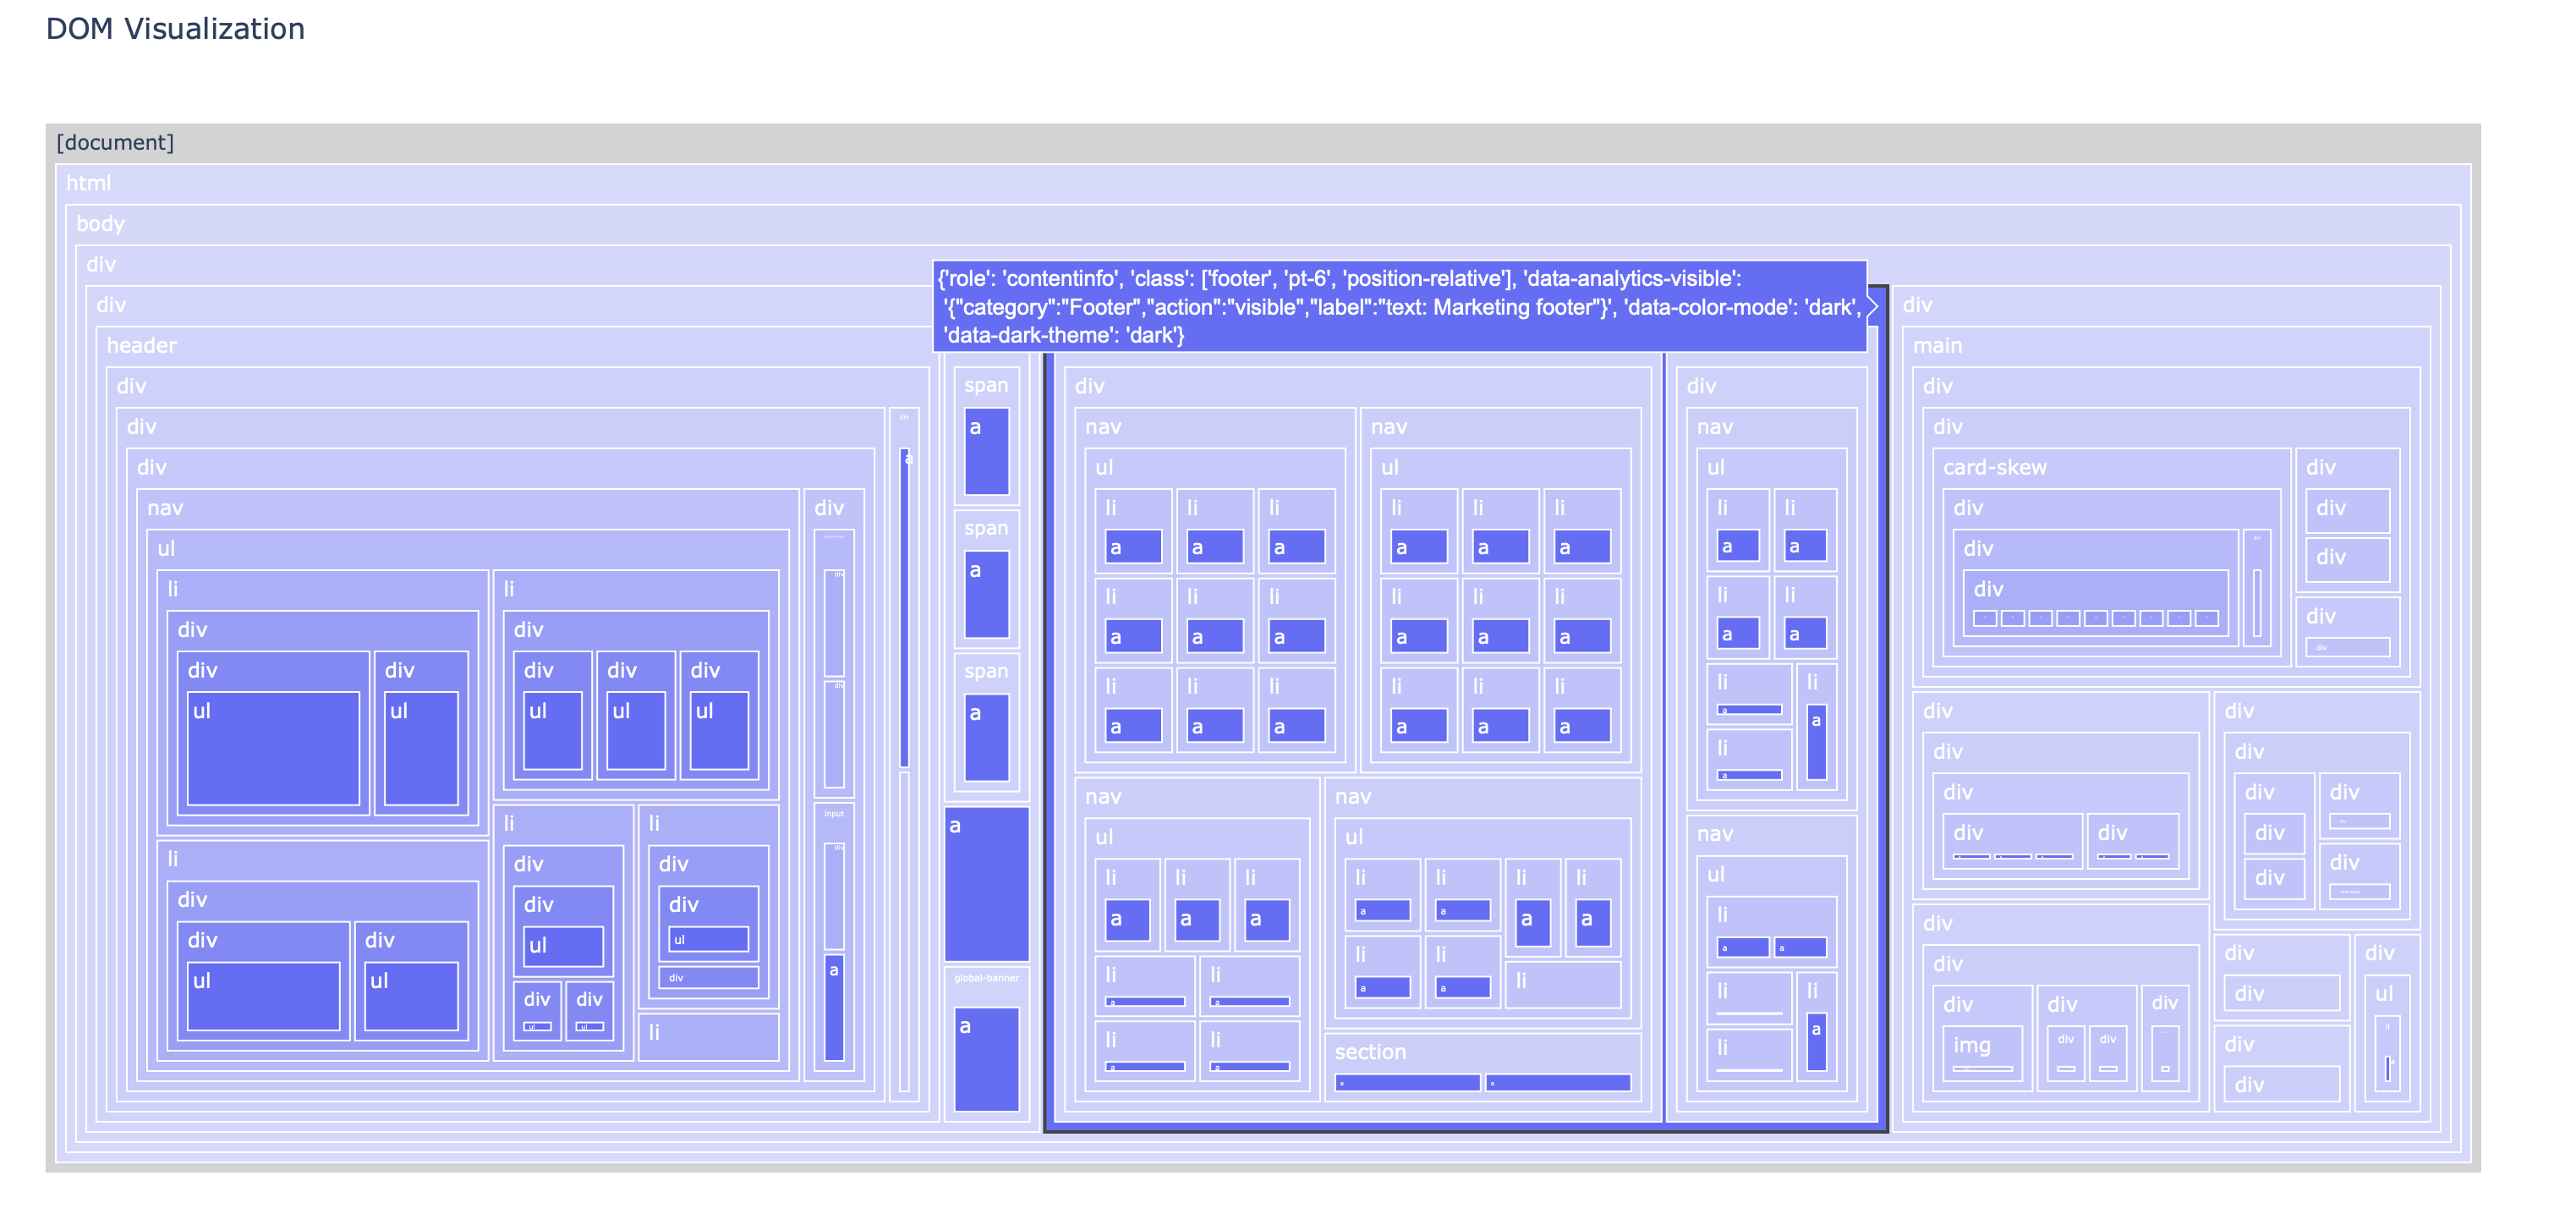 DOM Visualization
[document]
html
body
div
div
div
{'role': 'contentinfo', 'class': ['footer', 'pt-6', 'position-relative'], 'data-analytics-visible':
'{"category":"Footer","action":"visible","label":"text: Marketing footer"}', 'data-color-mode': 'dark',
'data-dark-theme': 'dark'}
header
main
div
span
div
div
div
div
a
div
nav
nav
nav
div
div
a
ul
ul
ul
card-skew
div
nav
div
li
li
li
li
li
li
li
li
div
div
span
ul
a
a
a
a
a
a
a
a
div
div
div
a
li
li
li
li
li
li
li
li
li
li
div
div
div
div
a
a
a
a
a
a
a
a
div
div
div
div
div
div
span
li
li
li
li
li
li
li
li
ul
ul
ul
ul
ul
a
a
a
a
a
a
a
a
a
div
div
li
a
div
div
nav
nav
div
div
div
input
li
li
a
ul
ul
nav
div
div
div
li
div
div
li
li
li
li
li
li
li
ul
div
div
div
div
div
a
a
a
a
a
a
a
li
div
div
div
ul
ul
div
a
li
li
li
li
a
a
div
div
div
ul
ul
a
global-banner
div
li
li
a
a
li
li
li
div
div
div
ul
div
div
a
a
a
div
div
div
li
a
li
li
section
li
img
div
div
div
a
a
a
a
div